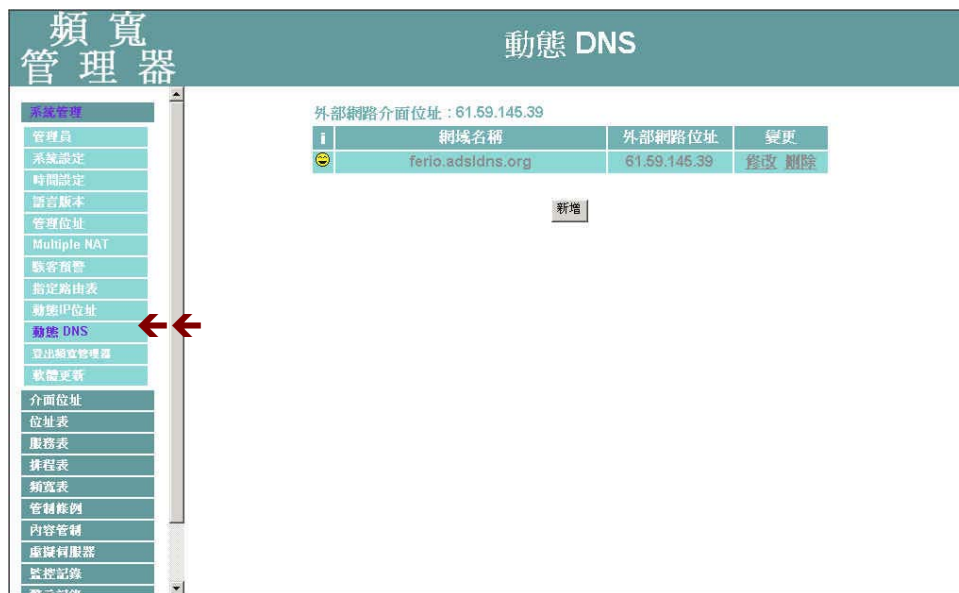 頻寬
管理器
動態 DNS
系統管理
管理員
系統設定
時間設定
語言版本
管理位址
Multiple NAT
駭客預警
指定路由表
動態IP位址
動態 DNS
登出頻寬管理器
軟體更新
介面位址
位址表
服務表
排程表
頻寬表
管制條例
內容管制
虛擬伺服器
監控記錄
外部網路介面位址 : 61.59.145.39
i 網域名稱 外部網路位址 變更
ferio.adsldns.org 61.59.145.39 修改 刪除
新增